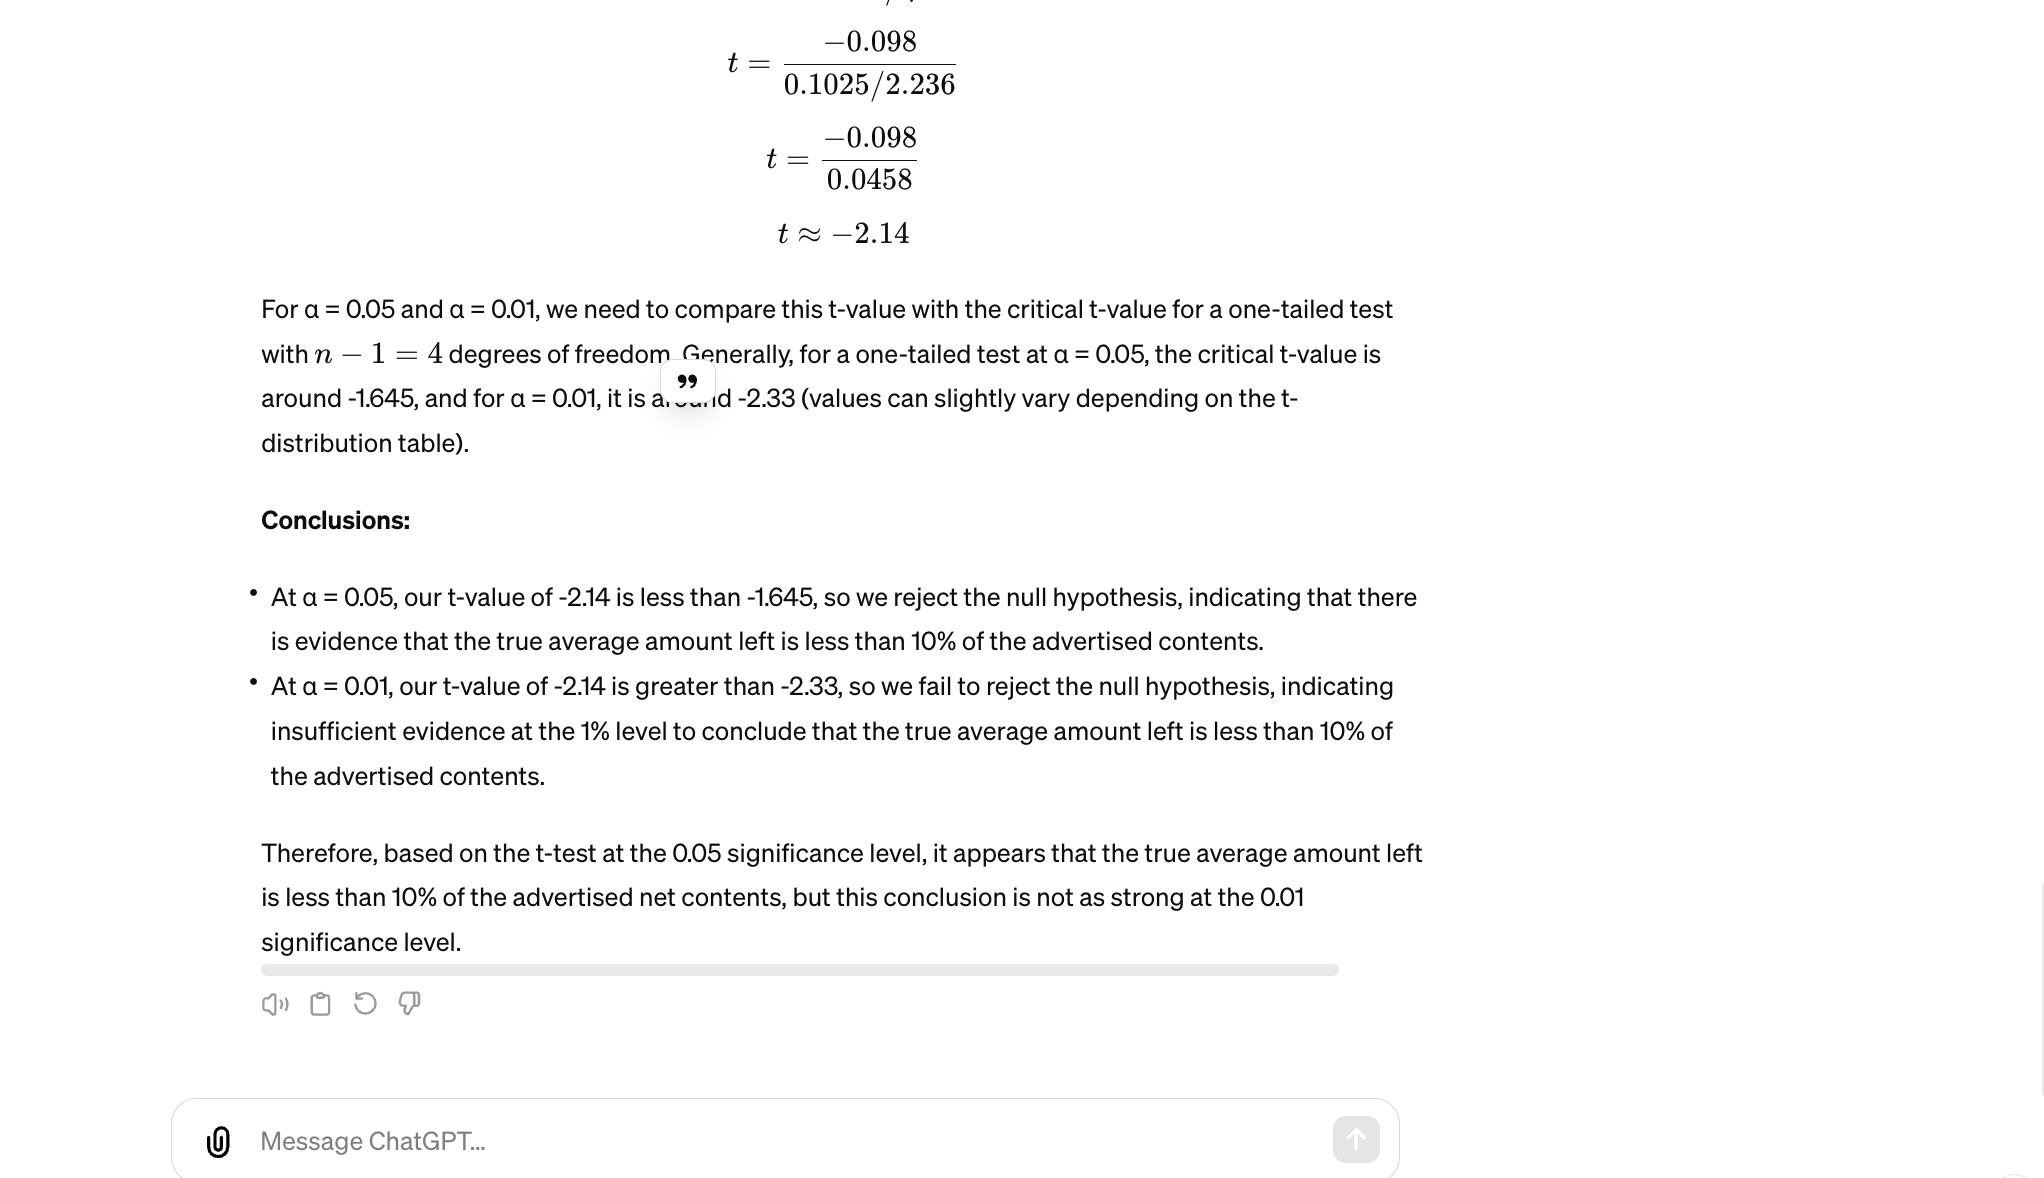 t = −0.098 / 0.1025/2.236
t = −0.098 / 0.0458
t ≈ −2.14
For α = 0.05 and α = 0.01, we need to compare this t-value with the critical t-value for a one-tailed test
with n − 1 = 4 degrees of freedom. Generally, for a one-tailed test at α = 0.05, the critical t-value is
around -1.645, and for α = 0.01, it is around -2.33 (values can slightly vary depending on the t-
distribution table).
Conclusions:
• At α = 0.05, our t-value of -2.14 is less than -1.645, so we reject the null hypothesis, indicating that there
is evidence that the true average amount left is less than 10% of the advertised contents.
• At α = 0.01, our t-value of -2.14 is greater than -2.33, so we fail to reject the null hypothesis, indicating
insufficient evidence at the 1% level to conclude that the true average amount left is less than 10% of
the advertised contents.
Therefore, based on the t-test at the 0.05 significance level, it appears that the true average amount left
is less than 10% of the advertised net contents, but this conclusion is not as strong at the 0.01
significance level.
Message ChatGPT...